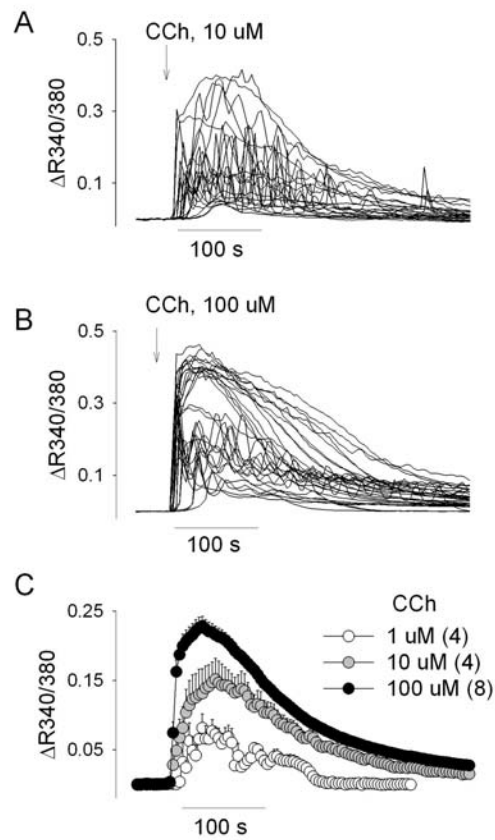 A
CCh, 10 uM
0.5
0.3
0.1
ΔR340/380
100 s
B
CCh, 100 uM
0.5
0.3
0.1
ΔR340/380
100 s
C
0.25
0.15
0.05
ΔR340/380
CCh
1 uM (4)
10 uM (4)
100 uM (8)
100 s